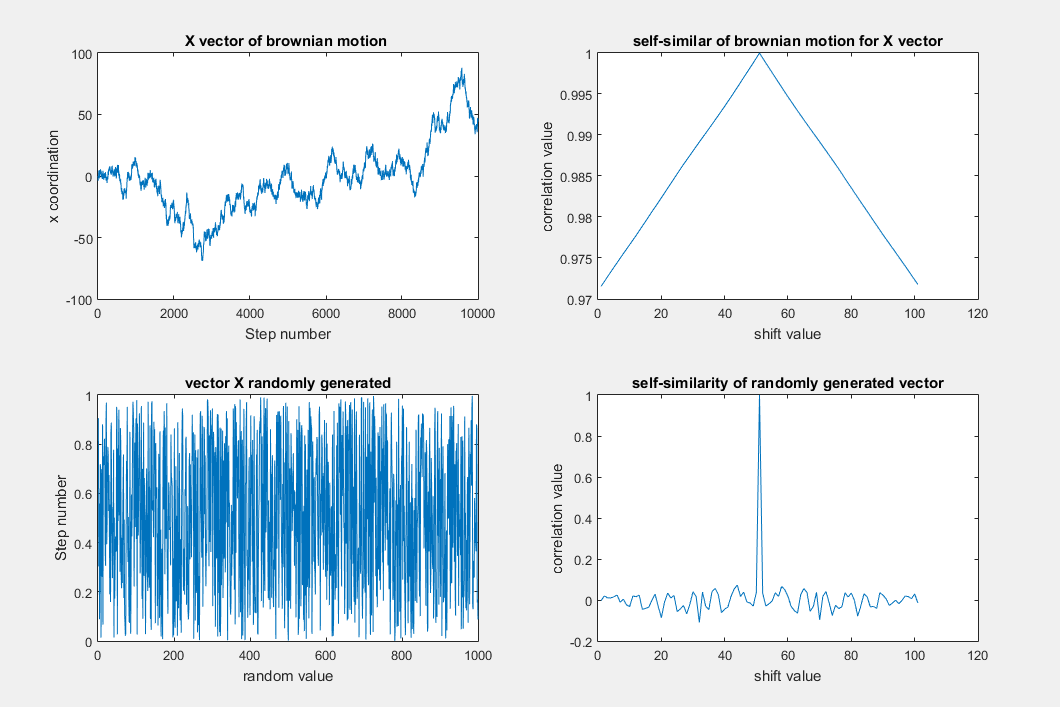 X vector of brownian motion
100
50
0
-50
-100
x coordination
0 2000 4000 6000 8000 10000
Step number
self-similar of brownian motion for X vector
1
0.995
0.99
0.985
0.98
0.975
0.97
correlation value
0 20 40 60 80 100 120
shift value
vector X randomly generated
1
0.8
0.6
0.4
0.2
0
Step number
0 200 400 600 800 1000
random value
self-similarity of randomly generated vector
1
0.8
0.6
0.4
0.2
0
-0.2
correlation value
0 20 40 60 80 100 120
shift value